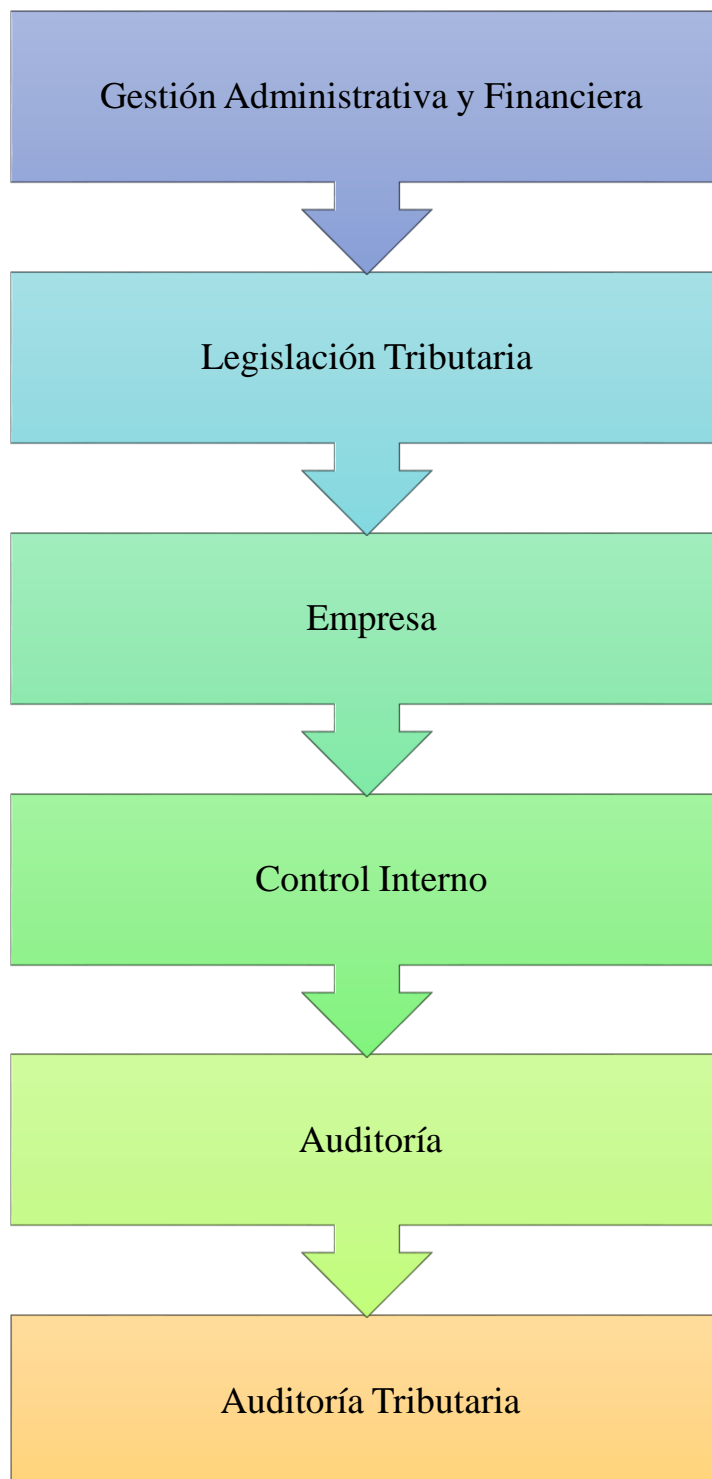 Gestión Administrativa y Financiera
Legislación Tributaria
Empresa
Control Interno
Auditoría
Auditoría Tributaria